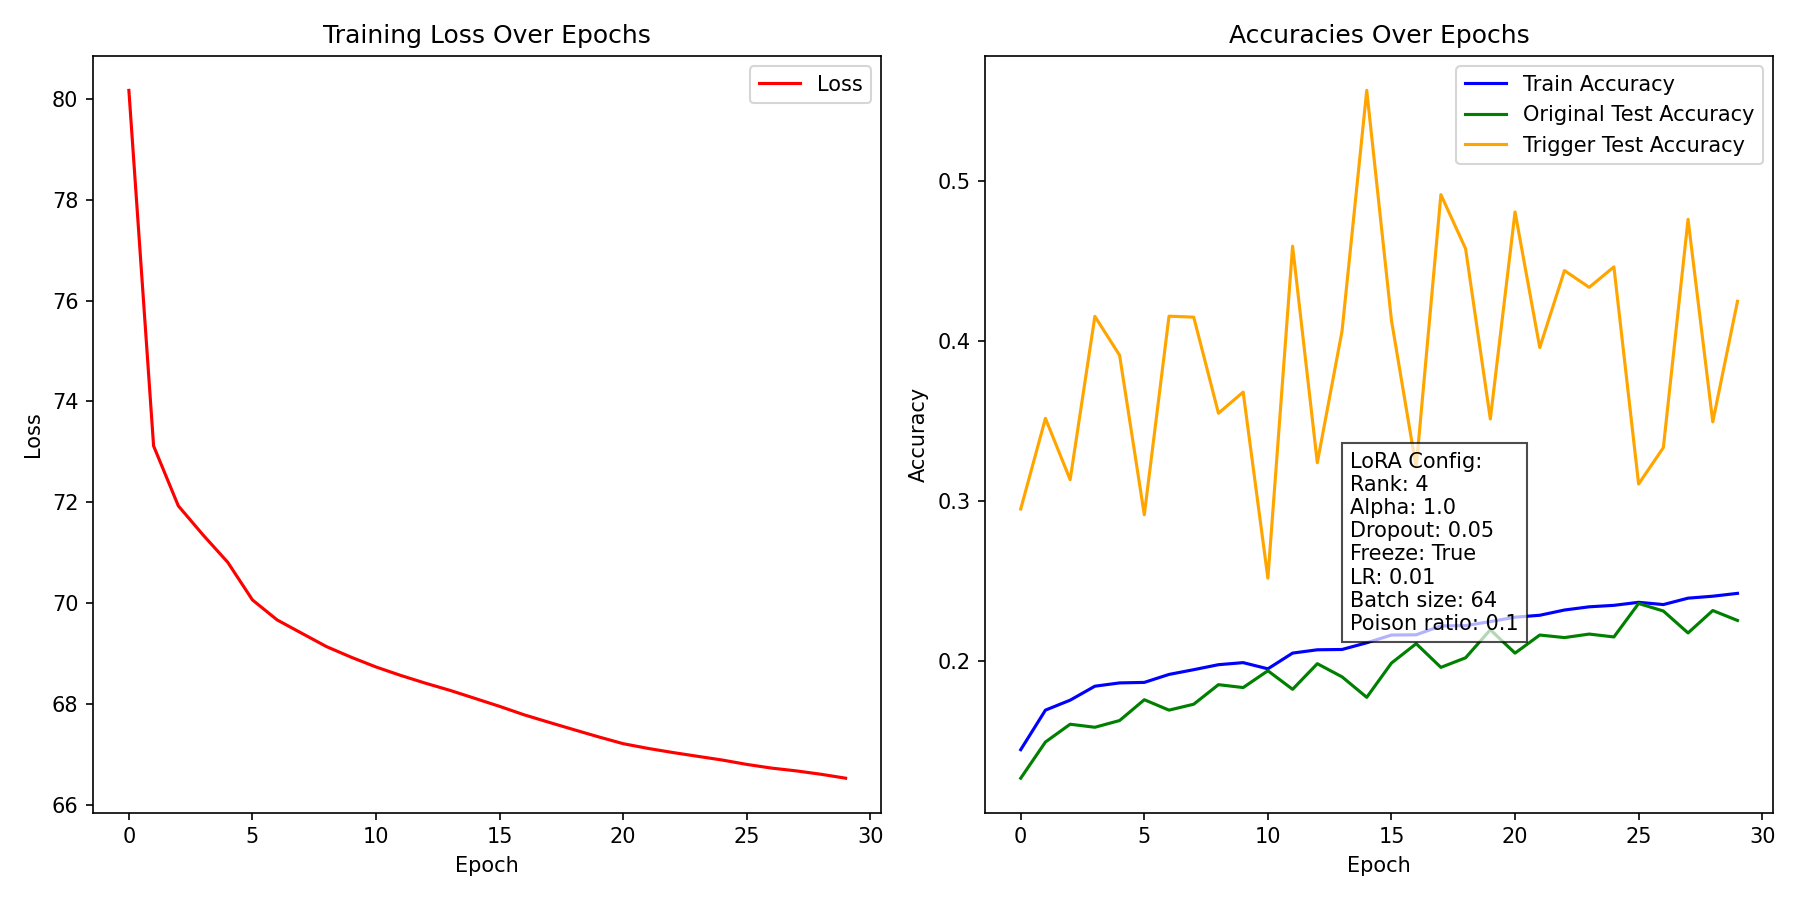 Training Loss Over Epochs
Loss
80
78
76
74
72
70
68
66
Loss
0 5 10 15 20 25 30
Epoch
Accuracies Over Epochs
Train Accuracy
Original Test Accuracy
Trigger Test Accuracy
0.5
0.4
0.3
0.2
Accuracy
LoRA Config:
Rank: 4
Alpha: 1.0
Dropout: 0.05
Freeze: True
LR: 0.01
Batch size: 64
Poison ratio: 0.1
0 5 10 15 20 25 30
Epoch